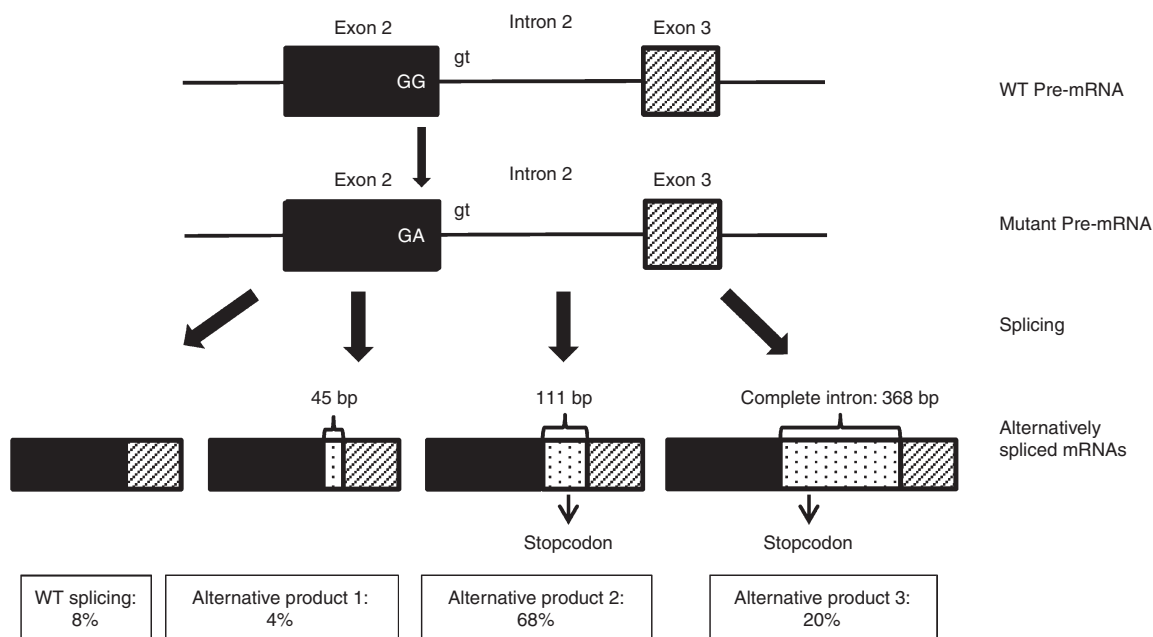 Intron 2
Exon 2
Exon 3
gt
GG
WT Pre-mRNA
Intron 2
Exon 2
Exon 3
gt
GA
Mutant Pre-mRNA
Splicing
45 bp
111 bp
Complete intron: 368 bp
Alternatively
spliced mRNAs
Stopcodon
Stopcodon
WT splicing:
8%
Alternative product 1:
4%
Alternative product 2:
68%
Alternative product 3:
20%